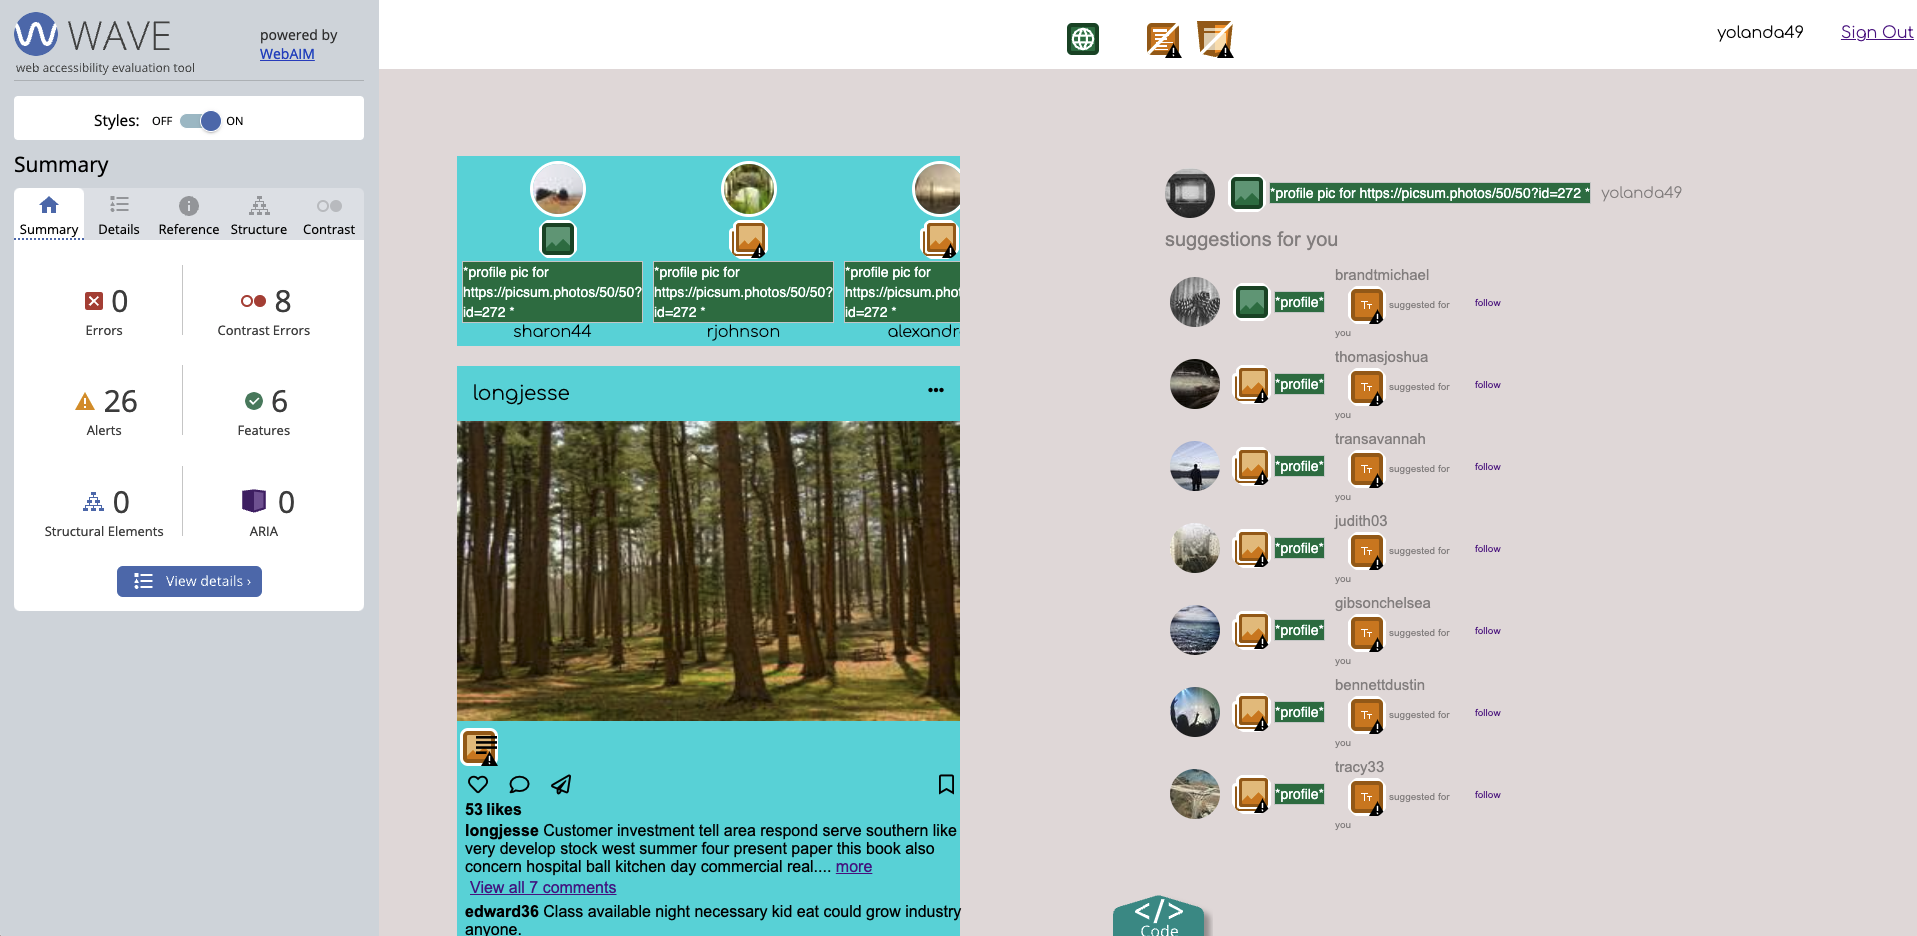 WAVE
web accessibility evaluation tool
powered by
WebAIM
Styles: OFF ON
Summary
Summary Details Reference Structure Contrast
0
Errors
8
Contrast Errors
26
Alerts
6
Features
0
Structural Elements
0
ARIA
View details ›
yolanda49 Sign Out
*profile pic for
https://picsum.photos/50/50?
id=272 *
sharon44
*profile pic for
https://picsum.photos/50/50?
id=272 *
rjohnson
*profile pic for
https://picsum.pho
id=272 *
alexandr
longjesse
53 likes
longjesse Customer investment tell area respond serve southern like
very develop stock west summer four present paper this book also
concern hospital ball kitchen day commercial real.... more
View all 7 comments
edward36 Class available night necessary kid eat could grow industry
anyone.
*profile pic for https://picsum.photos/50/50?id=272 * yolanda49
suggestions for you
brandtmichael
*profile* Tт suggested for follow
you
thomasjoshua
*profile* Tт suggested for follow
you
transavannah
*profile* Tт suggested for follow
you
judith03
*profile* Tт suggested for follow
you
gibsonchelsea
*profile* Tт suggested for follow
you
bennettdustin
*profile* Tт suggested for follow
you
tracy33
*profile* Tт suggested for follow
you
</>
Code